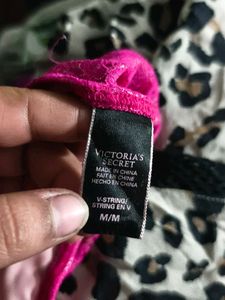 VICTORIA'S
SECRET
MADE IN CHINA
FAIT EN CHINE
HECHO EN CHINA
V-STRING/
STRING EN V
M/M